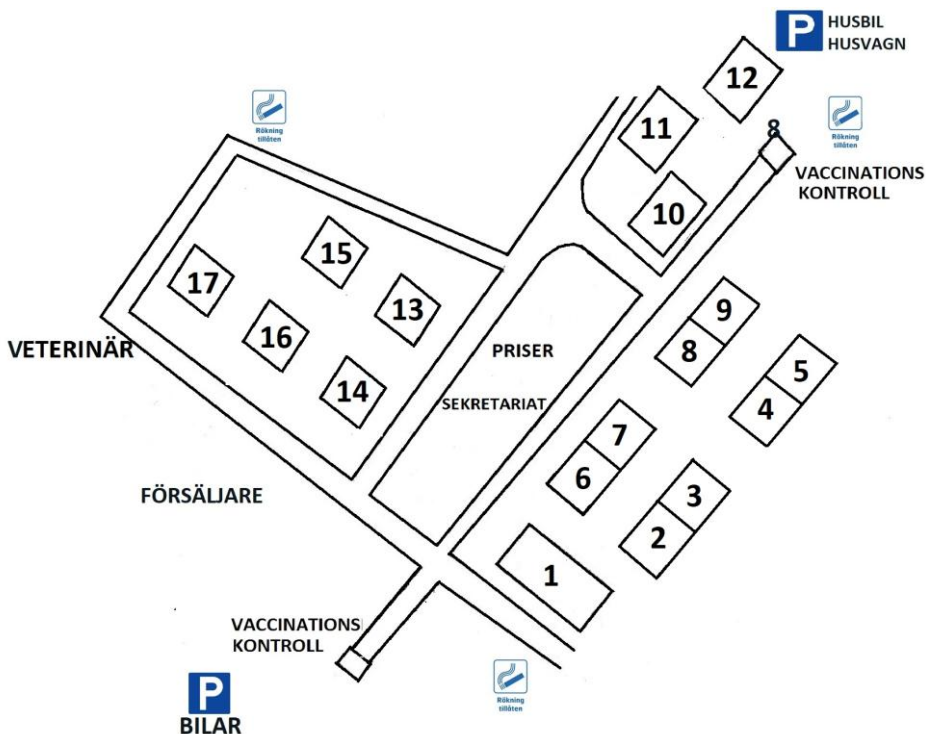 P HUSBIL
HUSVAGN
12
11
Rökning
tillåten
Rökning
tillåten
8
VACCINATIONS
KONTROLL
10
15
17
13
9
16
PRISER
8
VETERINÄR
5
14
SEKRETARIAT
4
7
6
3
FÖRSÄLJARE
2
1
VACCINATIONS
KONTROLL
P
BILAR
Rökning
tillåten